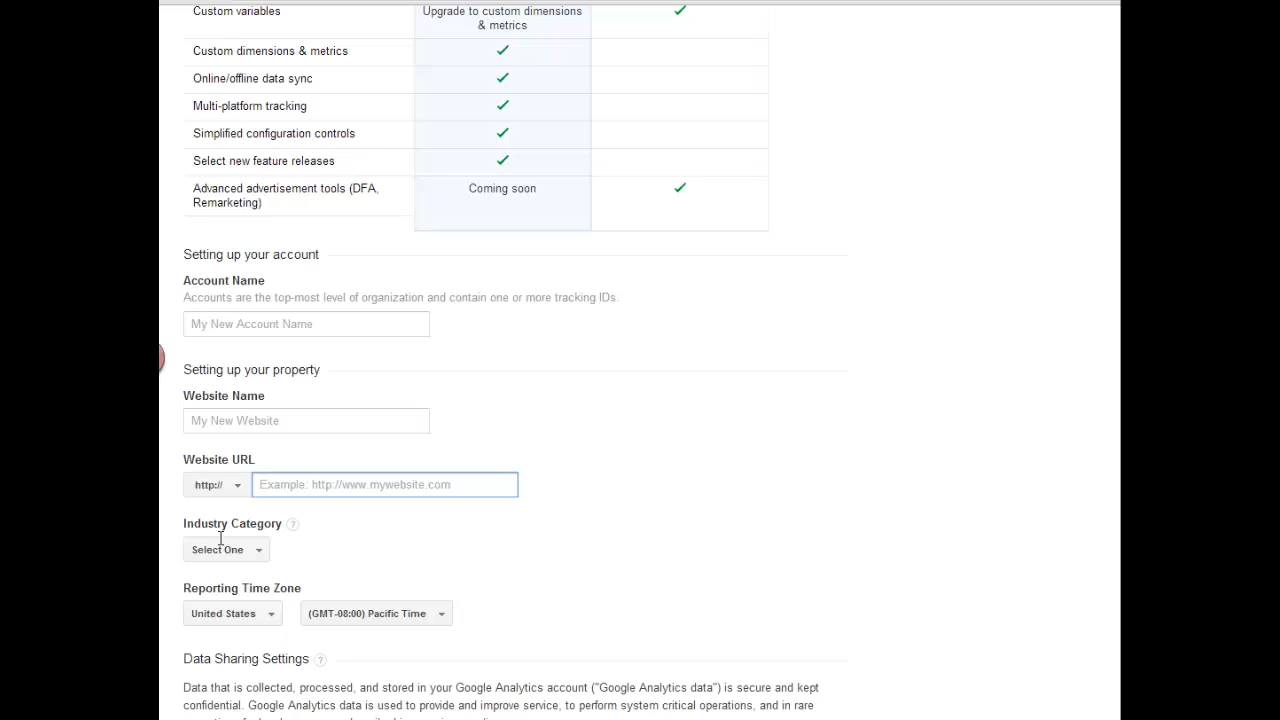 Custom variables
Upgrade to custom dimensions
& metrics
Custom dimensions & metrics
Online/offline data sync
Multi-platform tracking
Simplified configuration controls
Select new feature releases
Advanced advertisement tools (DFA,
Remarketing)
Coming soon
Setting up your account
Account Name
Accounts are the top-most level of organization and contain one or more tracking IDs.
My New Account Name
Setting up your property
Website Name
My New Website
Website URL
http://
Example: http://www.mywebsite.com
Industry Category ?
Select One
Reporting Time Zone
United States
(GMT-08:00) Pacific Time
Data Sharing Settings ?
Data that is collected, processed, and stored in your Google Analytics account ("Google Analytics data") is secure and kept
confidential. Google Analytics data is used to provide and improve service, to perform system critical operations, and in rare